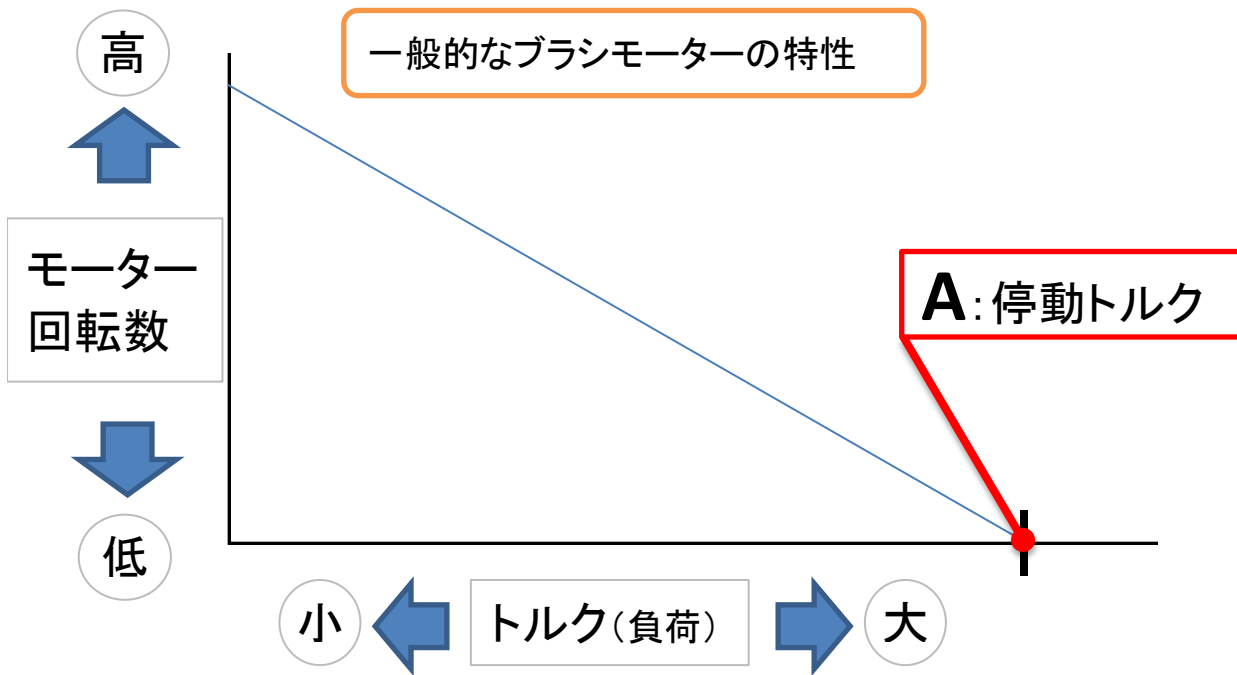 高
一般的なブラシモーターの特性
モーター
回転数
A:停動トルク
低
小
トルク(負荷)
大